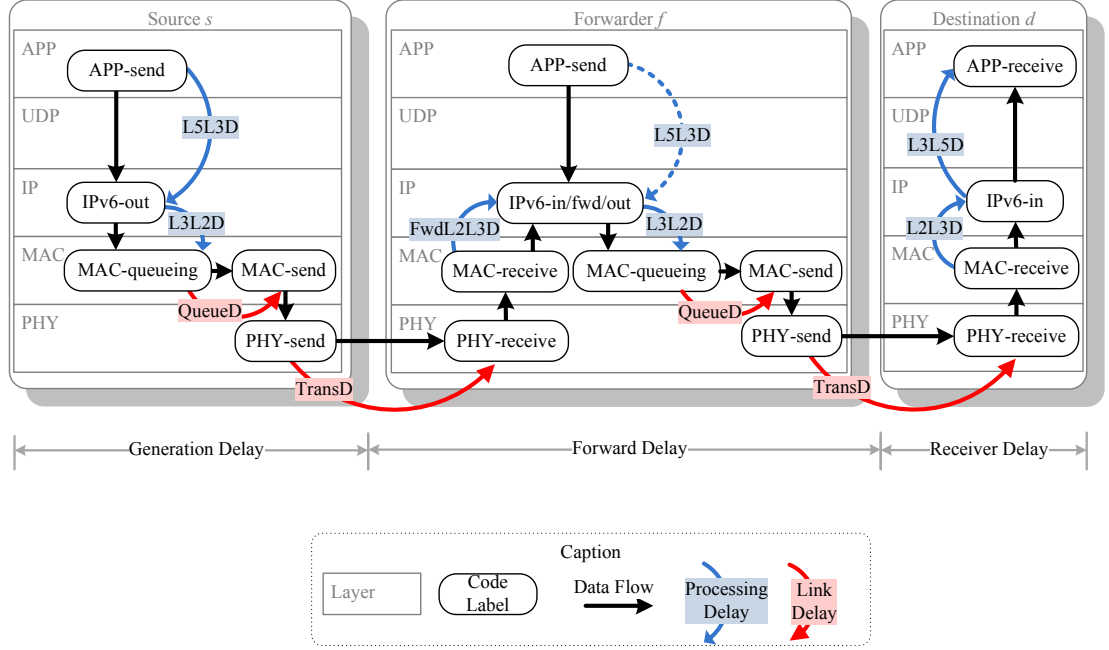 Source s
APP
APP-send
UDP
L5L3D
IP
IPv6-out
L3L2D
MAC
MAC-queueing
MAC-send
QueueD
PHY
PHY-send
TransD
Forwarder f
APP
APP-send
UDP
L5L3D
IP
IPv6-in/fwd/out
FwdL2L3D
L3L2D
MAC
MAC-receive
MAC-queueing
MAC-send
QueueD
PHY
PHY-receive
PHY-send
TransD
Destination d
APP
APP-receive
UDP
L3L5D
IP
IPv6-in
L2L3D
MAC
MAC-receive
PHY
PHY-receive
Generation Delay
Forward Delay
Receiver Delay
Caption
Layer
Code
Label
Data Flow
Processing
Delay
Link
Delay